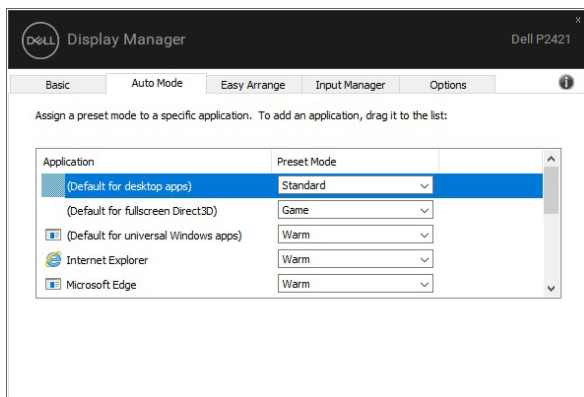 x
DELL Display Manager Dell P2421
Basic Auto Mode Easy Arrange Input Manager Options i
Assign a preset mode to a specific application. To add an application, drag it to the list:
Application Preset Mode
(Default for desktop apps) Standard
(Default for fullscreen Direct3D) Game
(Default for universal Windows apps) Warm
Internet Explorer Warm
Microsoft Edge Warm